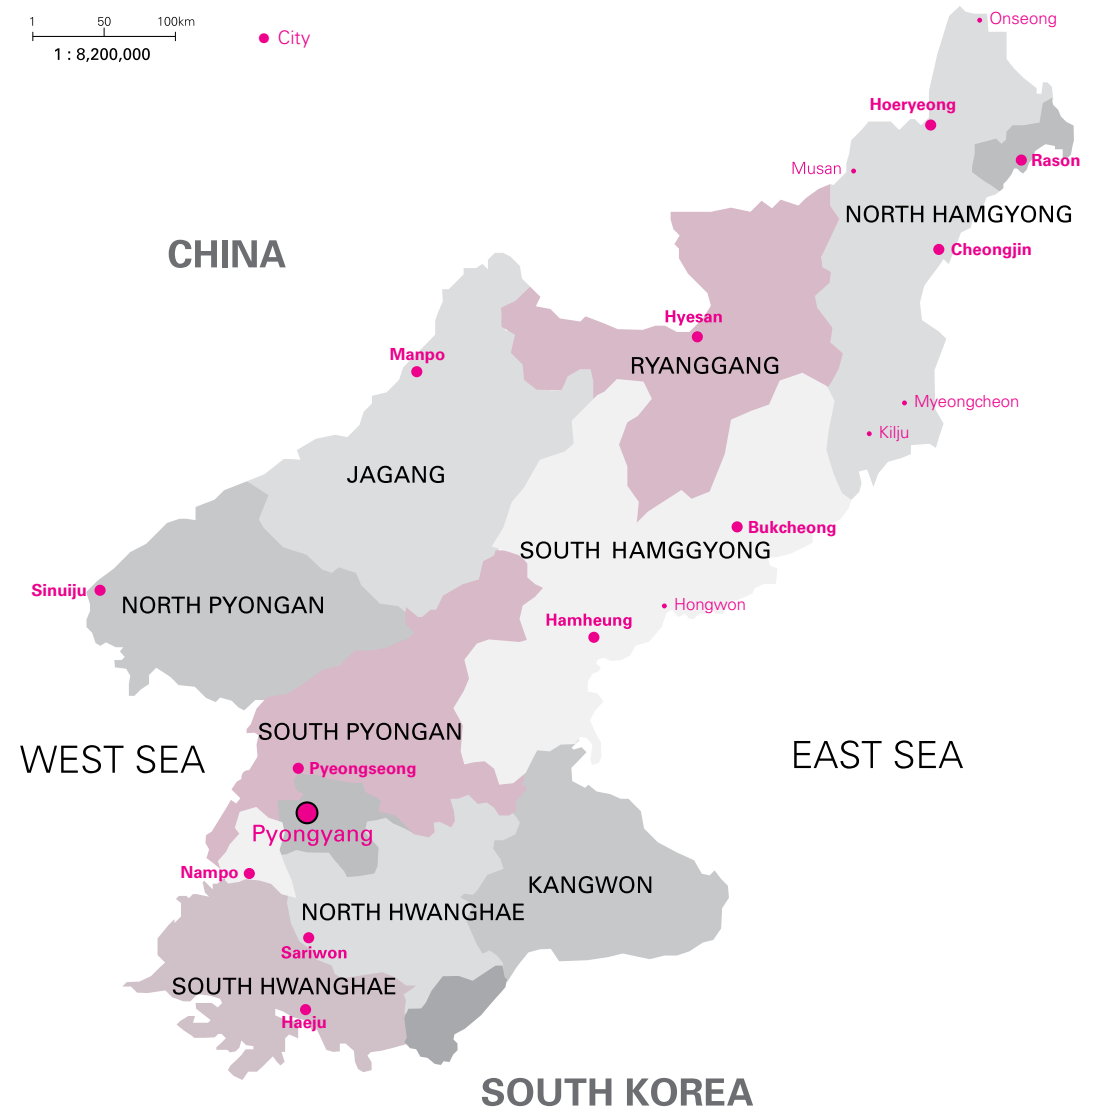 1 50 100km
1 : 8,200,000
City
Onseong
Hoeryeong
Rason
Musan
NORTH HAMGYONG
CHINA
Cheongjin
Hyesan
Manpo
RYANGGANG
Myeongcheon
Kilju
JAGANG
Bukcheong
SOUTH HAMGGYONG
Sinuiju
NORTH PYONGAN
Hongwon
Hamheung
SOUTH PYONGAN
WEST SEA
EAST SEA
Pyeongseong
Pyongyang
Nampo
KANGWON
NORTH HWANGHAE
Sariwon
SOUTH HWANGHAE
Haeju
SOUTH KOREA